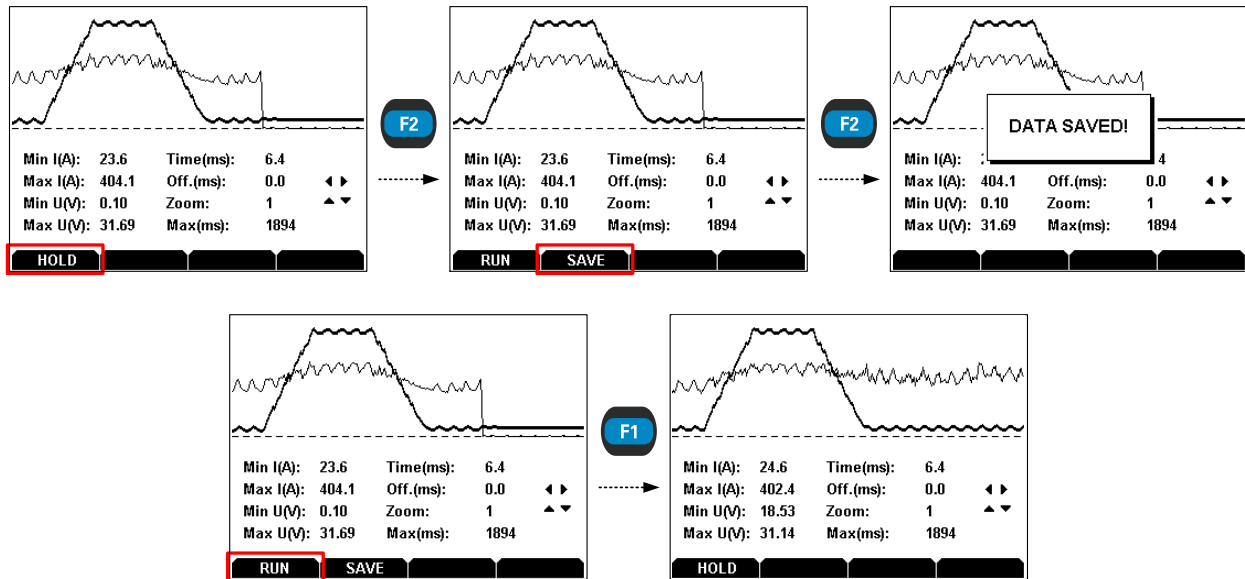 F2
F2
DATA SAVED!
Min I(A): 23.6 Time(ms): 6.4
Max I(A): 404.1 Off.(ms): 0.0
Min U(V): 0.10 Zoom: 1
Max U(V): 31.69 Max(ms): 1894
HOLD
Min I(A): 23.6 Time(ms): 6.4
Max I(A): 404.1 Off.(ms): 0.0
Min U(V): 0.10 Zoom: 1
Max U(V): 31.69 Max(ms): 1894
RUN SAVE
Min I(A): 4
Max I(A): 404.1 Off.(ms): 0.0
Min U(V): 0.10 Zoom: 1
Max U(V): 31.69 Max(ms): 1894
F1
Min I(A): 23.6 Time(ms): 6.4
Max I(A): 404.1 Off.(ms): 0.0
Min U(V): 0.10 Zoom: 1
Max U(V): 31.69 Max(ms): 1894
RUN SAVE
Min I(A): 24.6 Time(ms): 6.4
Max I(A): 402.4 Off.(ms): 0.0
Min U(V): 18.53 Zoom: 1
Max U(V): 31.14 Max(ms): 1894
HOLD